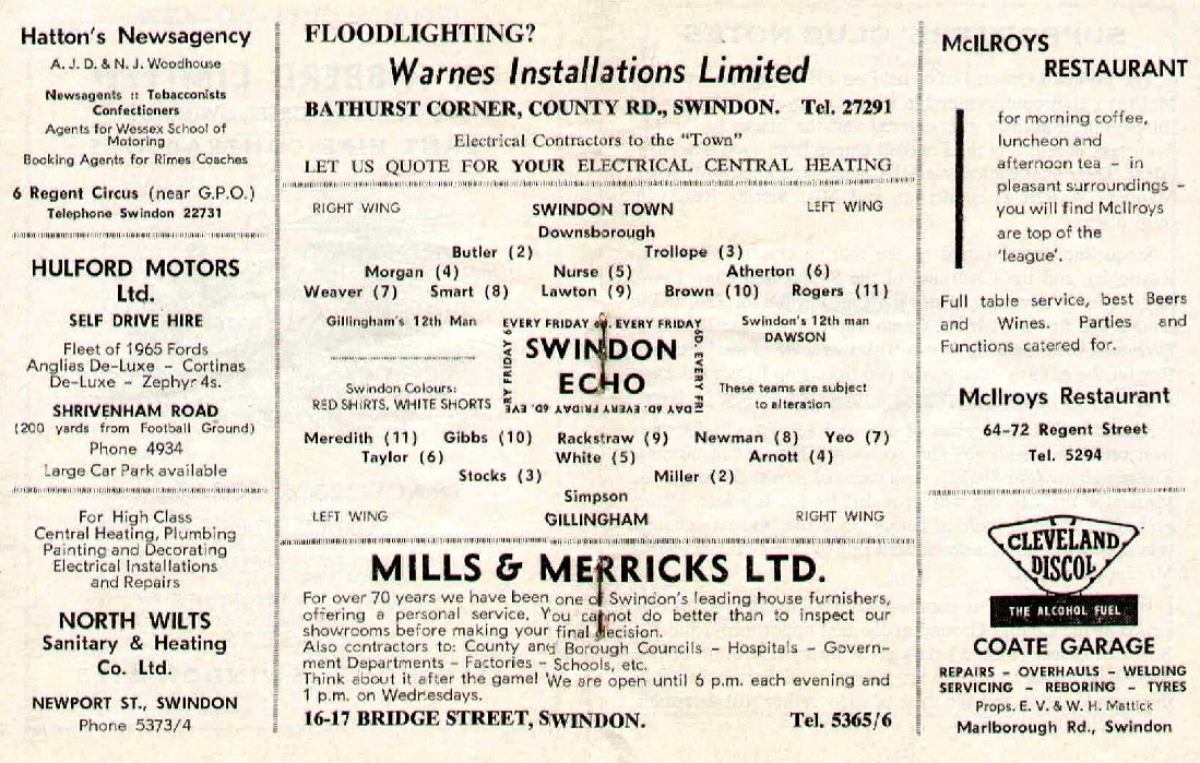 Hatton's Newsagency
A. J. D. & N. J. Woodhouse
Newsagents :: Tobacconists
Confectioners
Agents for Wessex School of
Motoring
Booking Agents for Rimes Coaches
6 Regent Circus (near G.P.O.)
Telephone Swindon 22731
HULFORD MOTORS
Ltd.
SELF DRIVE HIRE
Fleet of 1965 Fords
Anglias De-Luxe – Cortinas
De-Luxe – Zephyr 4s.
SHRIVENHAM ROAD
(200 yards from Football Ground)
Phone 4934
Large Car Park available
For High Class
Central Heating, Plumbing
Painting and Decorating
Electrical Installations
and Repairs
NORTH WILTS
Sanitary & Heating
Co. Ltd.
NEWPORT ST., SWINDON
Phone 5373/4
FLOODLIGHTING?
Warnes Installations Limited
BATHURST CORNER, COUNTY RD., SWINDON. Tel. 27291
Electrical Contractors to the "Town"
LET US QUOTE FOR YOUR ELECTRICAL CENTRAL HEATING
RIGHT WING SWINDON TOWN LEFT WING
Downsborough
Butler (2) Trollope (3)
Morgan (4) Nurse (5) Atherton (6)
Weaver (7) Smart (8) Lawton (9) Brown (10) Rogers (11)
Gillingham's 12th Man
EVERY FRIDAY 6D. EVERY FRIDAY
SWINDON
ECHO
Swindon's 12th man
DAWSON
Swindon Colours:
RED SHIRTS, WHITE SHORTS
These teams are subject
to alteration
Meredith (11) Gibbs (10) Rackstraw (9) Newman (8) Yeo (7)
Taylor (6) White (5) Arnott (4)
Stocks (3) Miller (2)
Simpson
LEFT WING GILLINGHAM RIGHT WING
MILLS & MERRICKS LTD.
For over 70 years we have been one of Swindon's leading house furnishers,
offering a personal service. You cannot do better than to inspect our
showrooms before making your final decision.
Also contractors to: County and Borough Councils – Hospitals – Govern-
ment Departments – Factories – Schools, etc.
Think about it after the game! We are open until 6 p.m. each evening and
1 p.m. on Wednesdays.
16-17 BRIDGE STREET, SWINDON. Tel. 5365/6
McILROYS
RESTAURANT
for morning coffee,
luncheon and
afternoon tea – in
pleasant surroundings
you will find McIlroys
are top of the
'league'.
Full table service, best Beers
and Wines. Parties and
Functions catered for.
McIlroys Restaurant
64–72 Regent Street
Tel. 5294
CLEVELAND
DISCOL
THE ALCOHOL FUEL
COATE GARAGE
REPAIRS – OVERHAULS – WELDING
SERVICING – REBORING – TYRES
Props. E. V. & W. H. Mattick
Marlborough Rd., Swindon